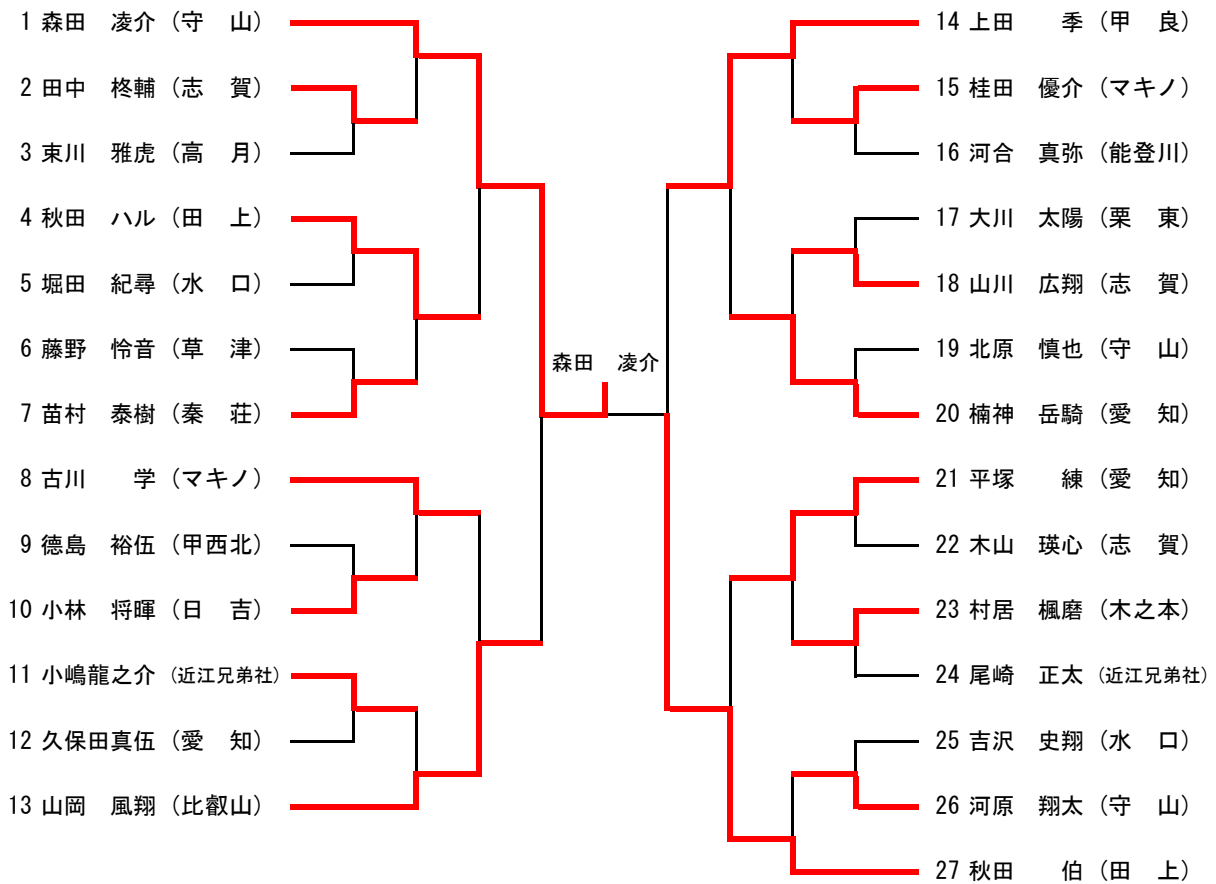 1 森田　凌介（守　山）
2 田中　柊輔（志　賀）
3 束川　雅虎（高　月）
4 秋田　ハル（田　上）
5 堀田　紀尋（水　口）
6 藤野　怜音（草　津）
7 苗村　泰樹（秦　荘）
8 古川　　学（マキノ）
9 德島　裕伍（甲西北）
10 小林　将暉（日　吉）
11 小嶋龍之介（近江兄弟社）
12 久保田真伍（愛　知）
13 山岡　風翔（比叡山）
森田　凌介
14 上田　　季（甲　良）
15 桂田　優介（マキノ）
16 河合　真弥（能登川）
17 大川　太陽（栗　東）
18 山川　広翔（志　賀）
19 北原　慎也（守　山）
20 楠神　岳騎（愛　知）
21 平塚　　練（愛　知）
22 木山　瑛心（志　賀）
23 村居　楓磨（木之本）
24 尾崎　正太（近江兄弟社）
25 吉沢　史翔（水　口）
26 河原　翔太（守　山）
27 秋田　　伯（田　上）